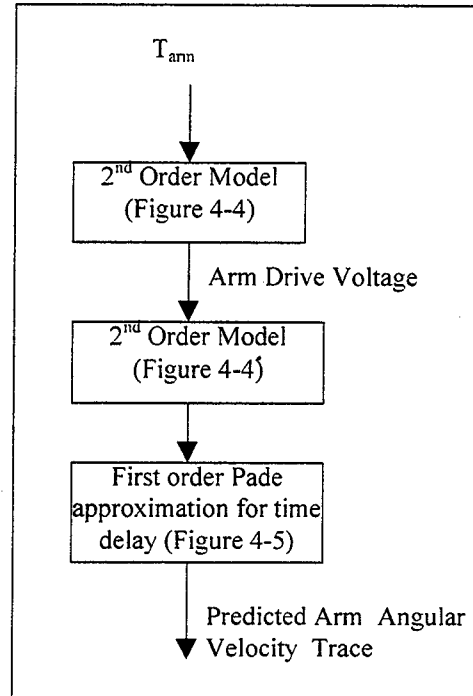 T_arm
2nd Order Model
(Figure 4-4)
Arm Drive Voltage
2nd Order Model
(Figure 4-4)
First order Pade
approximation for time
delay (Figure 4-5)
Predicted Arm Angular
Velocity Trace